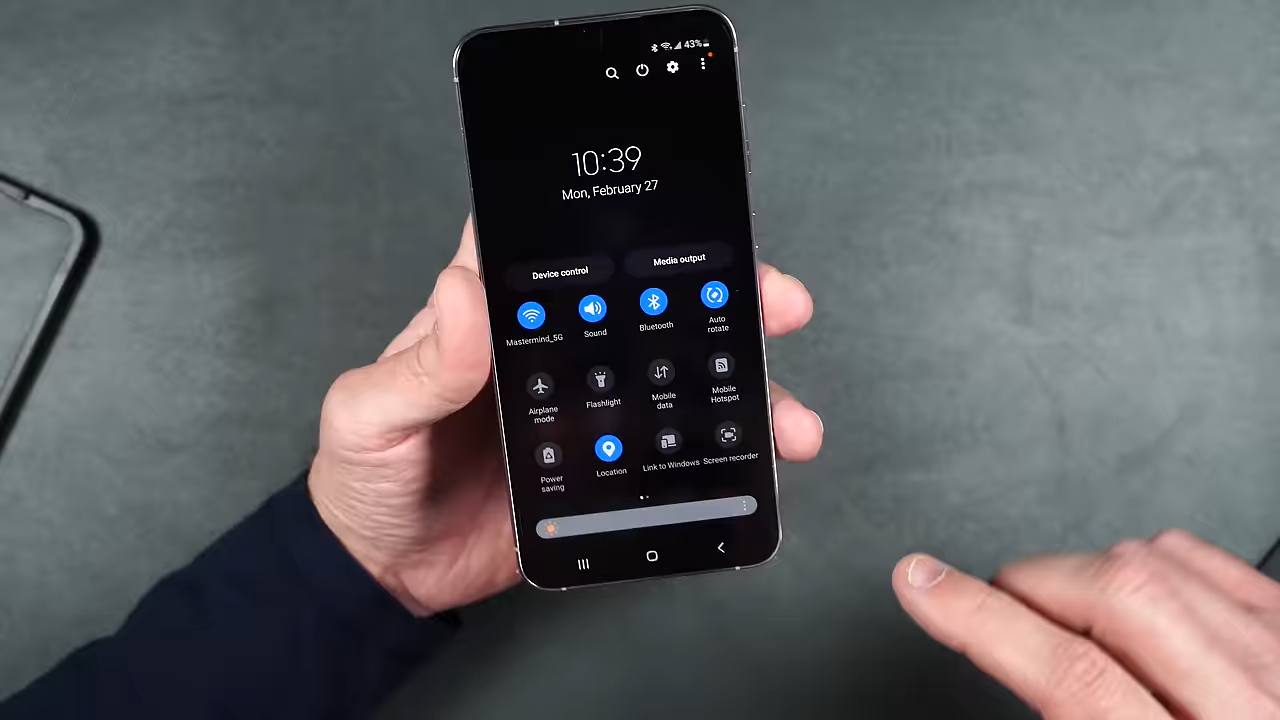 43%
10:39
Mon, February 27
Device control
Media output
Mastermind_5G
Sound
Bluetooth
Auto
rotate
Airplane
mode
Flashlight
Mobile
data
Mobile
Hotspot
Power
saving
Location
Link to Windows
Screen recorder